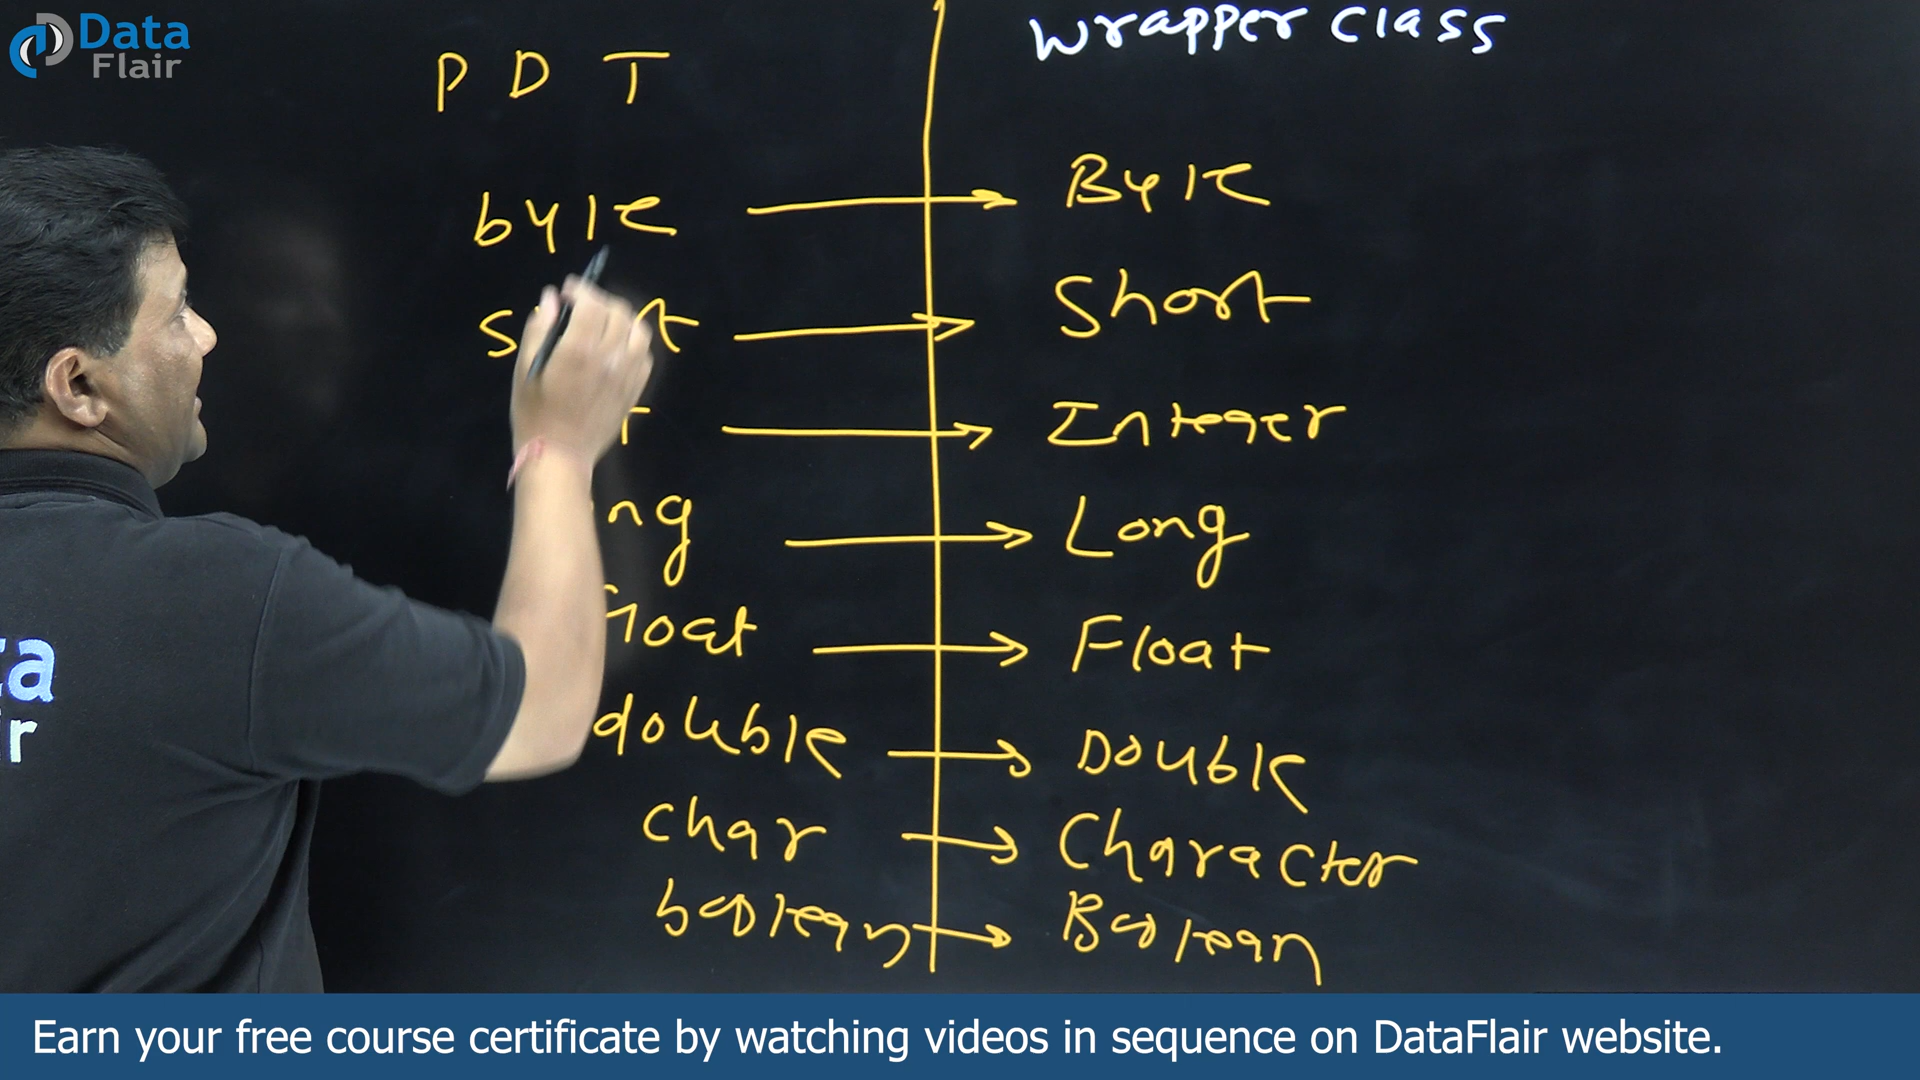 Data
Flair
P D T
Wrapper class
byte → Byte
→ Short
→ Integer
→ Long
float → Float
double → Double
char → Character
boolean → Boolean
Earn your free course certificate by watching videos in sequence on DataFlair website.